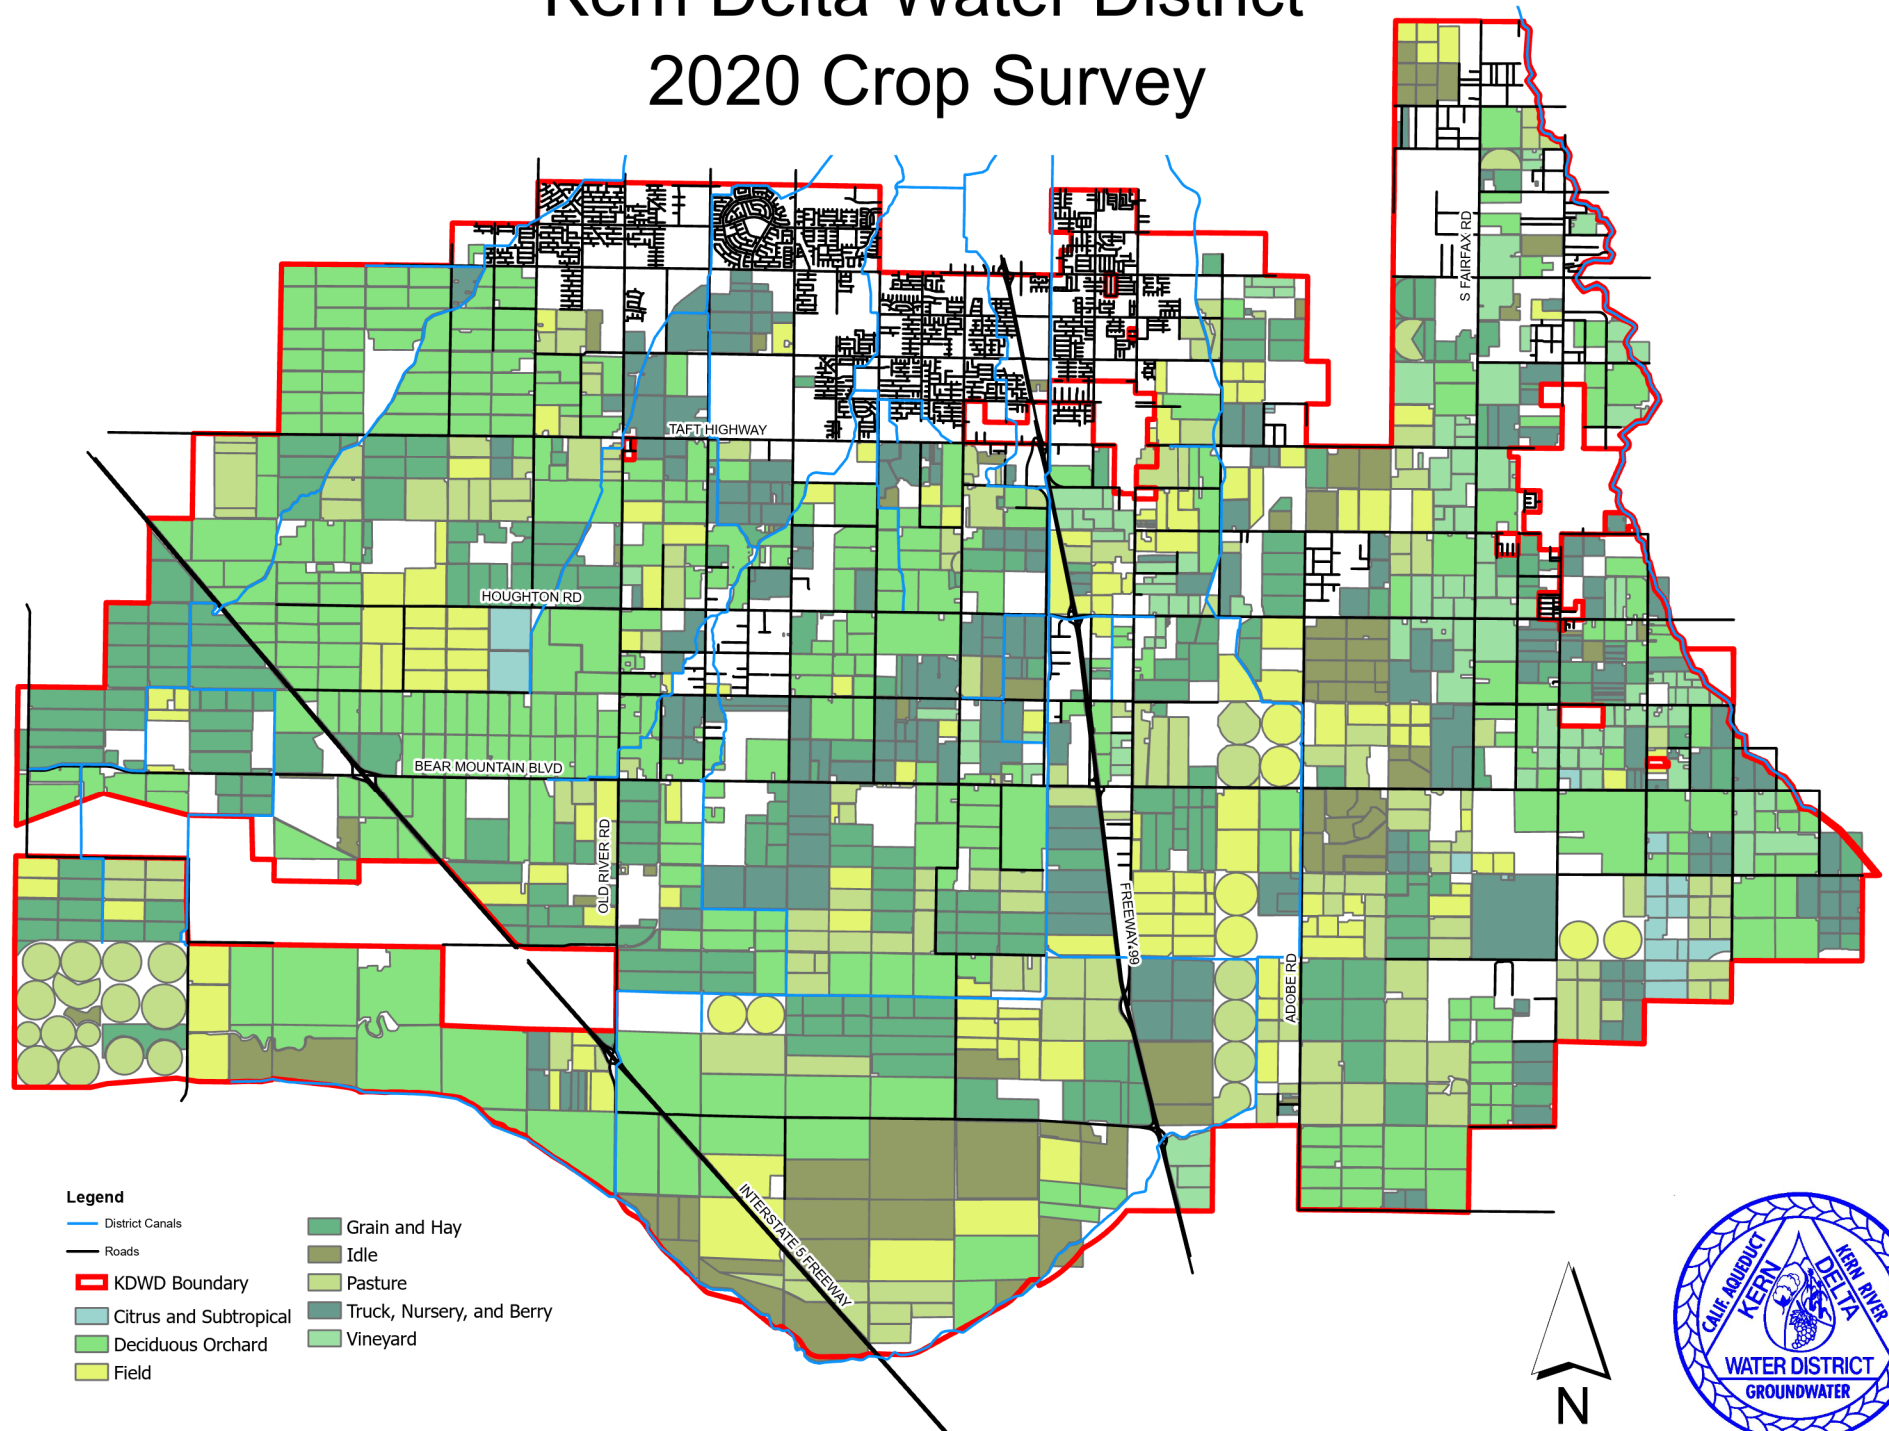 Kern Delta Water District
2020 Crop Survey
S FAIRFAX RD
TAFT HIGHWAY
HOUGHTON RD
BEAR MOUNTAIN BLVD
OLD RIVER RD
FREEWAY 99
ADOBE RD
INTERSTATE 5 FREEWAY
Legend
District Canals
Roads
KDWD Boundary
Citrus and Subtropical
Deciduous Orchard
Field
Grain and Hay
Idle
Pasture
Truck, Nursery, and Berry
Vineyard
N
CALIF. AQUEDUCT
KERN
DELTA
KERN RIVER
WATER DISTRICT
GROUNDWATER